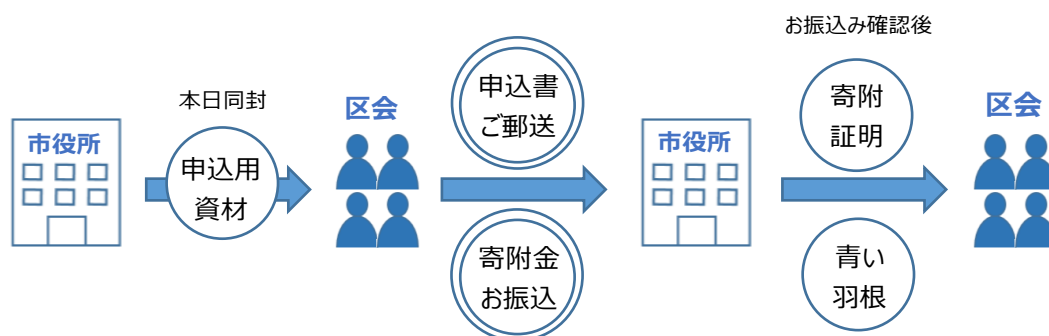 本日同封
市役所
申込用
資材
区会
申込書
ご郵送
寄附金
お振込
市役所
お振込み確認後
寄附
証明
青い
羽根
区会